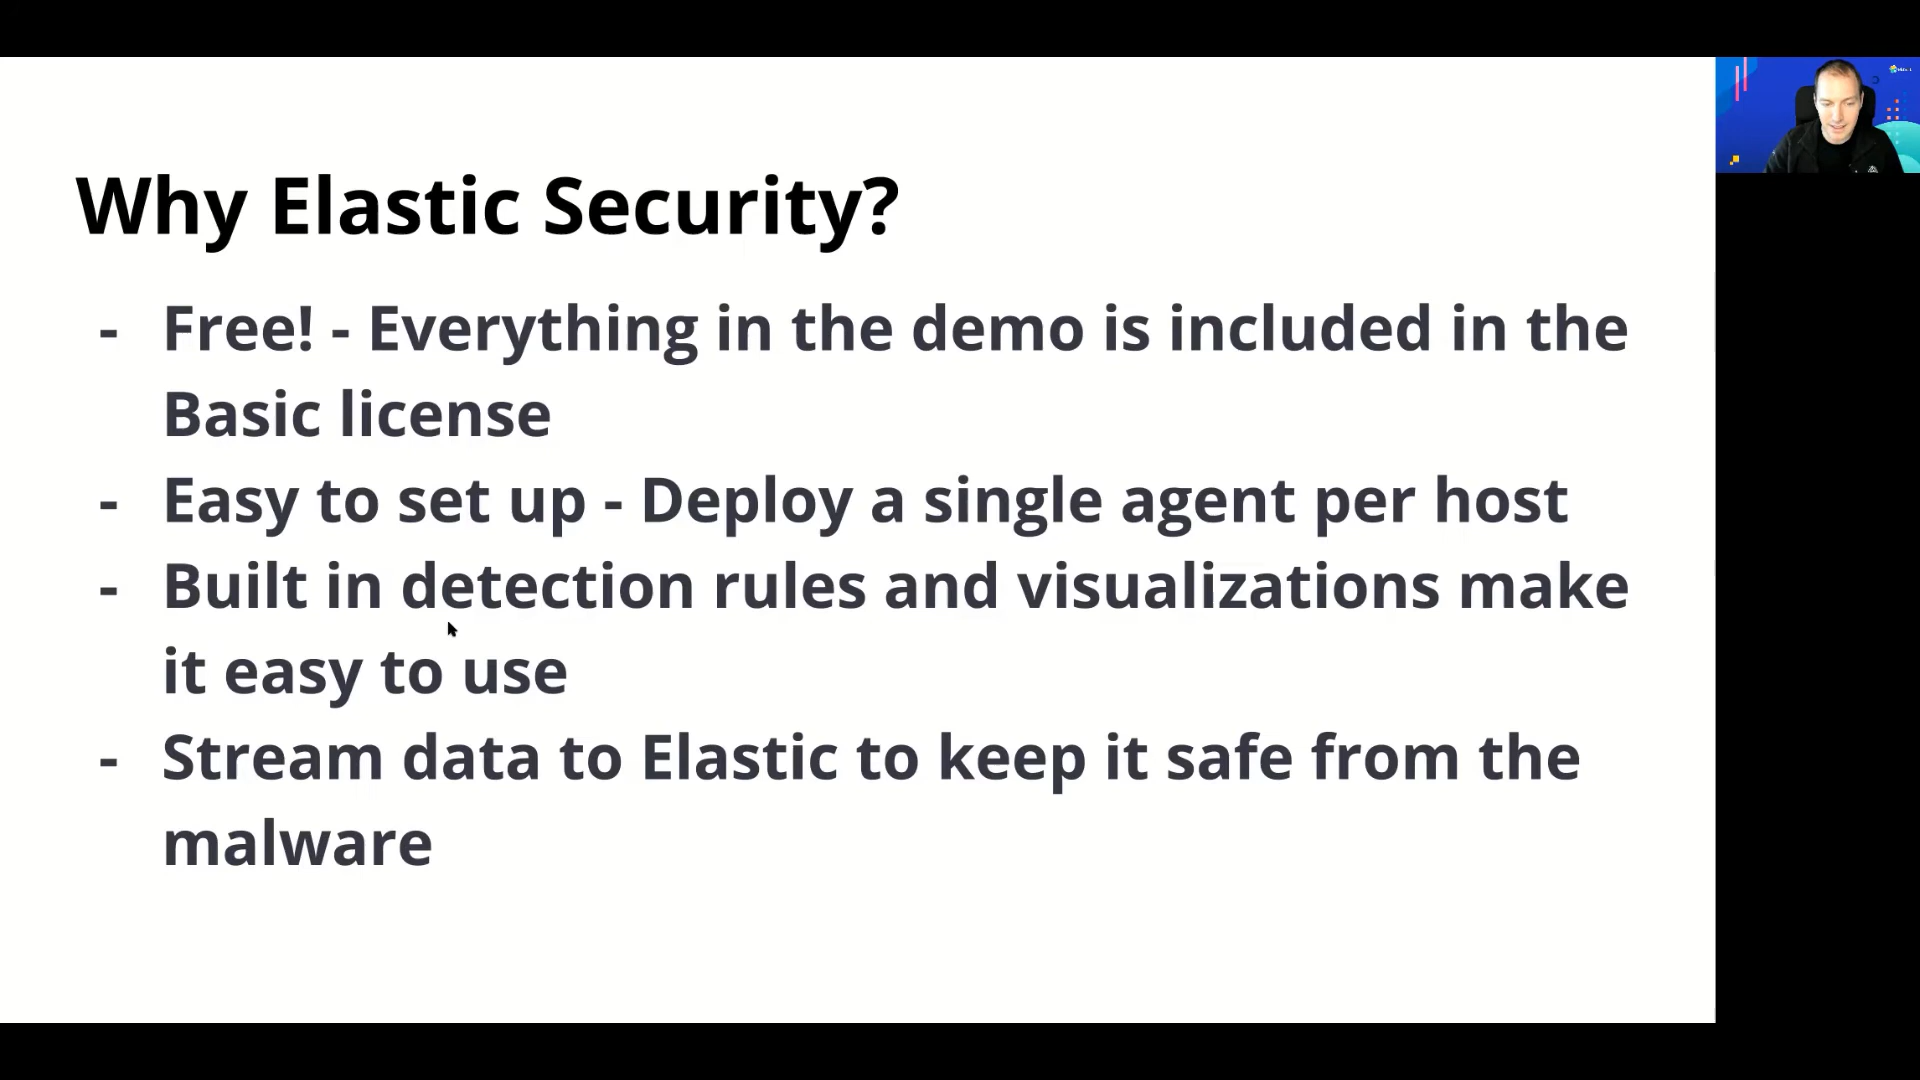 Why Elastic Security?
- Free! - Everything in the demo is included in the
Basic license
- Easy to set up - Deploy a single agent per host
- Built in detection rules and visualizations make
it easy to use
- Stream data to Elastic to keep it safe from the
malware